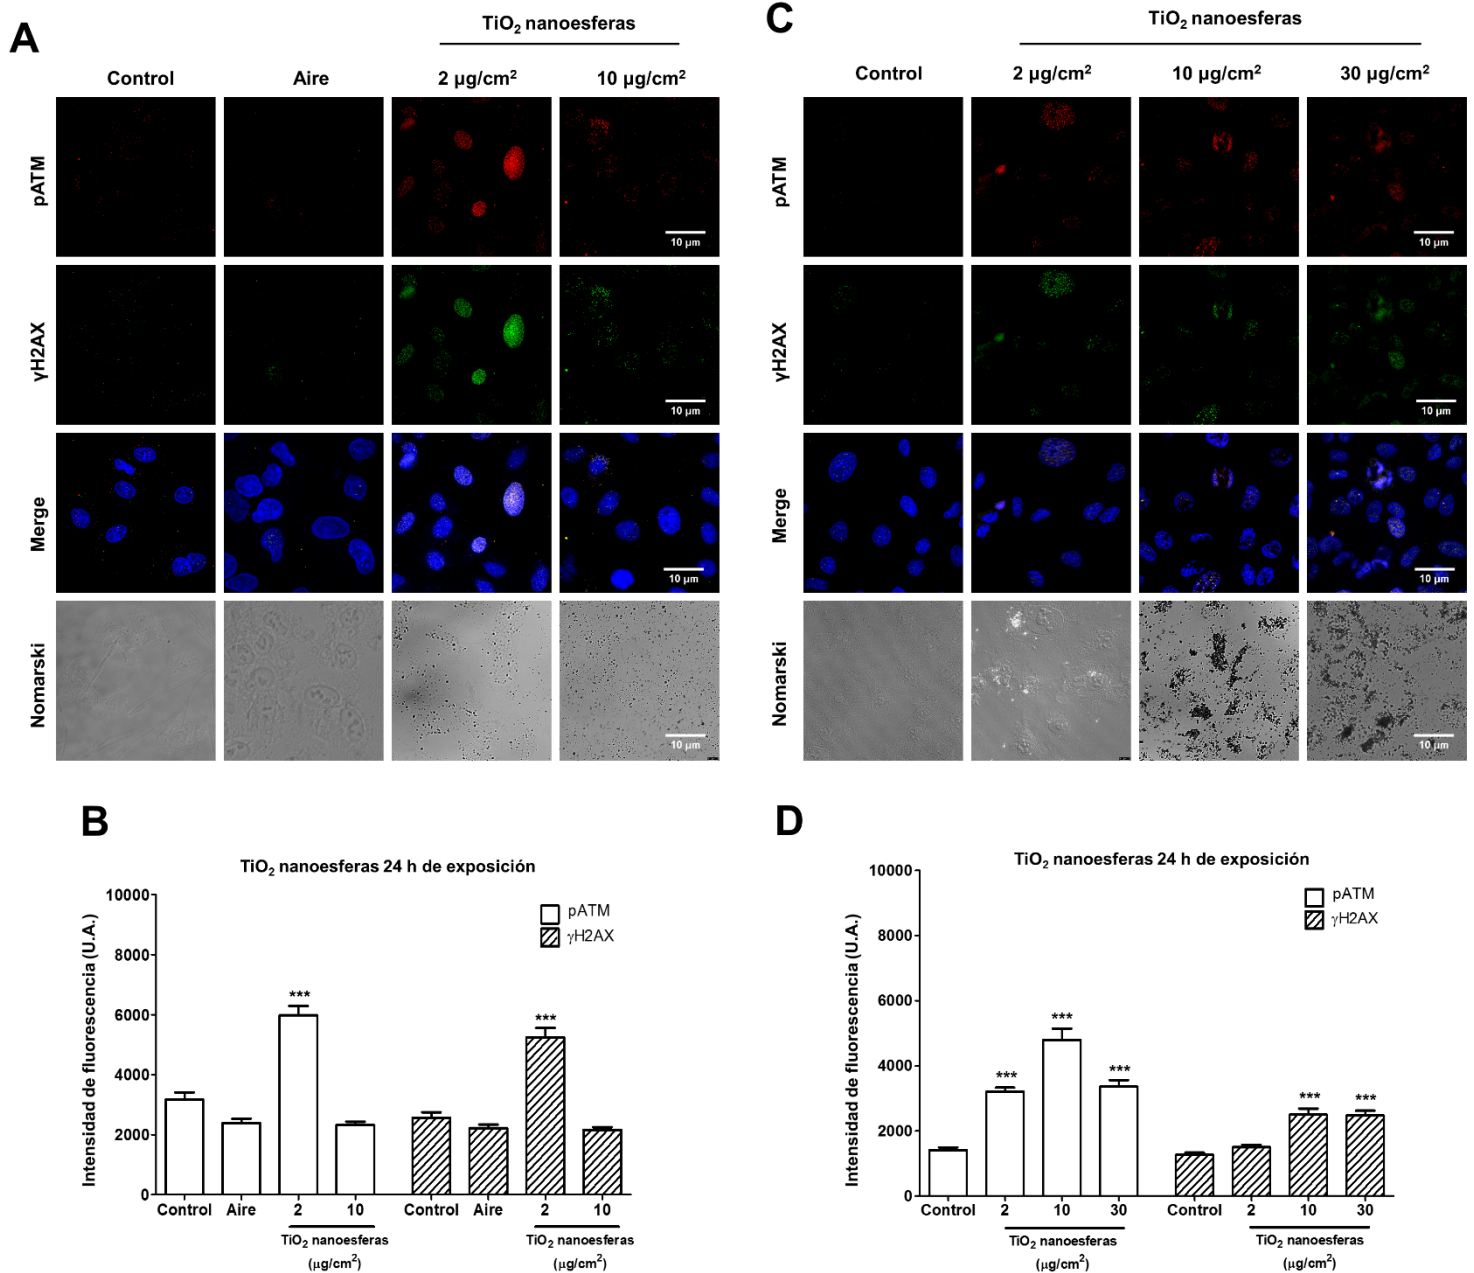 A
TiO₂ nanoesferas
Control Aire 2 µg/cm² 10 µg/cm²
pATM
10 µm
γH2AX
10 µm
Merge
10 µm
Nomarski
10 µm
C
TiO₂ nanoesferas
Control 2 µg/cm² 10 µg/cm² 30 µg/cm²
pATM
10 µm
γH2AX
10 µm
Merge
10 µm
Nomarski
10 µm
B
TiO₂ nanoesferas 24 h de exposición
pATM
γH2AX
Intensidad de fluorescencia (U.A.)
10000
8000
6000
4000
2000
0
***
***
Control Aire 2 10 Control Aire 2 10
TiO₂ nanoesferas TiO₂ nanoesferas
(µg/cm²) (µg/cm²)
D
TiO₂ nanoesferas 24 h de exposición
pATM
γH2AX
Intensidad de fluorescencia (U.A.)
10000
8000
6000
4000
2000
0
***
***
***
***
***
Control 2 10 30 Control 2 10 30
TiO₂ nanoesferas TiO₂ nanoesferas
(µg/cm²) (µg/cm²)